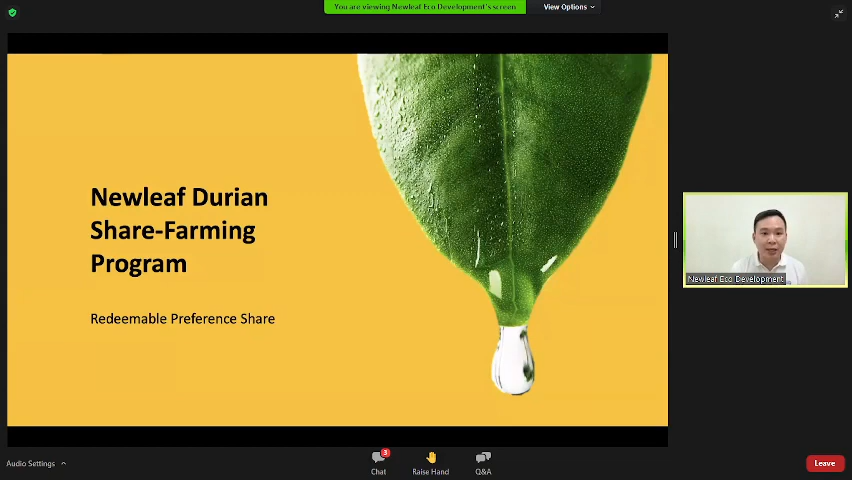 You are viewing Newleaf Eco Development's screen
View Options
Newleaf Durian
Share-Farming
Program
Redeemable Preference Share
Newleaf Eco Development
Audio Settings
3
Chat
Raise Hand
Q&A
Leave